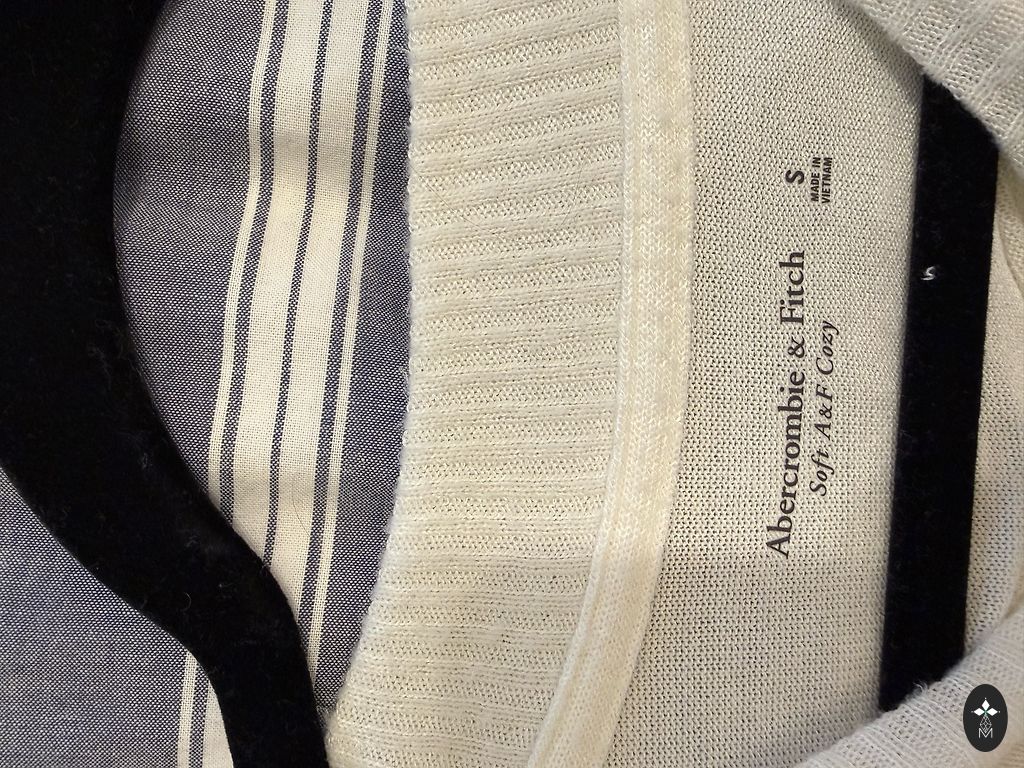 S
MADE IN
VIETNAM
Abercrombie & Fitch
Soft A&F Cozy